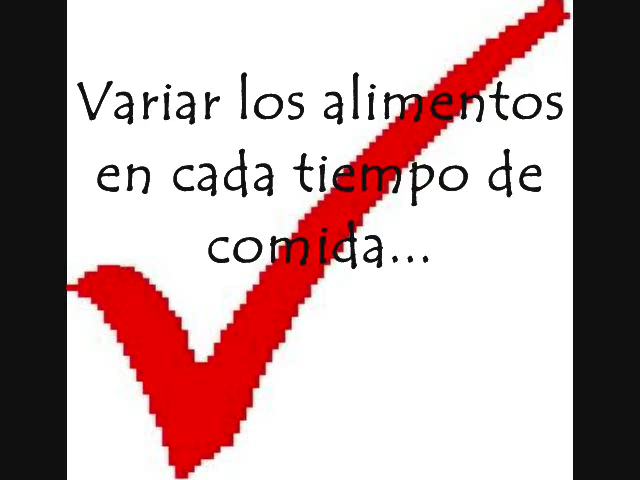 Variar los alimentos
en cada tiempo de
comida...